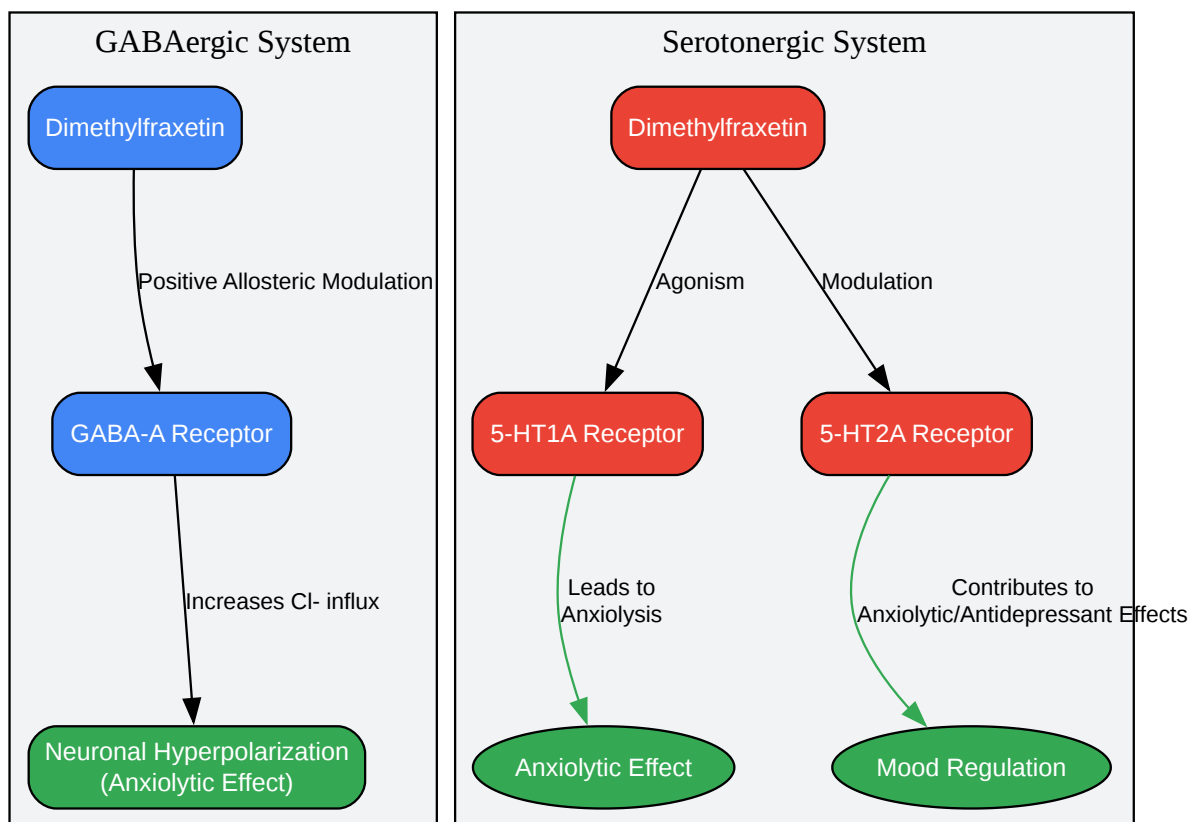 GABAergic System
Dimethylfraxetin
Positive Allosteric Modulation
GABA-A Receptor
Increases Cl- influx
Neuronal Hyperpolarization
(Anxiolytic Effect)
Serotonergic System
Dimethylfraxetin
Agonism
Modulation
5-HT1A Receptor
5-HT2A Receptor
Leads to
Anxiolysis
Contributes to
Anxiolytic/Antidepressant Effects
Anxiolytic Effect
Mood Regulation